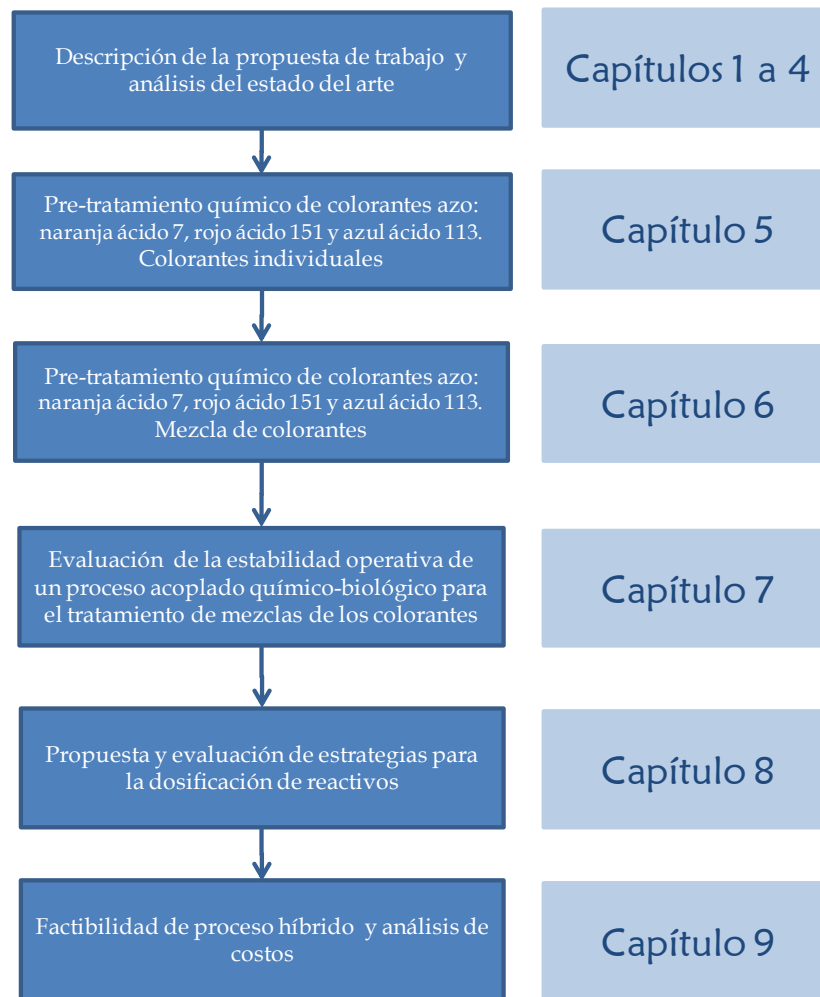 Descripción de la propuesta de trabajo y
análisis del estado del arte
Capítulos 1 a 4
Pre-tratamiento químico de colorantes azo:
naranja ácido 7, rojo ácido 151 y azul ácido 113.
Colorantes individuales
Capítulo 5
Pre-tratamiento químico de colorantes azo:
naranja ácido 7, rojo ácido 151 y azul ácido 113.
Mezcla de colorantes
Capítulo 6
Evaluación de la estabilidad operativa de
un proceso acoplado químico-biológico para
el tratamiento de mezclas de los colorantes
Capítulo 7
Propuesta y evaluación de estrategias para
la dosificación de reactivos
Capítulo 8
Factibilidad de proceso híbrido y análisis de
costos
Capítulo 9